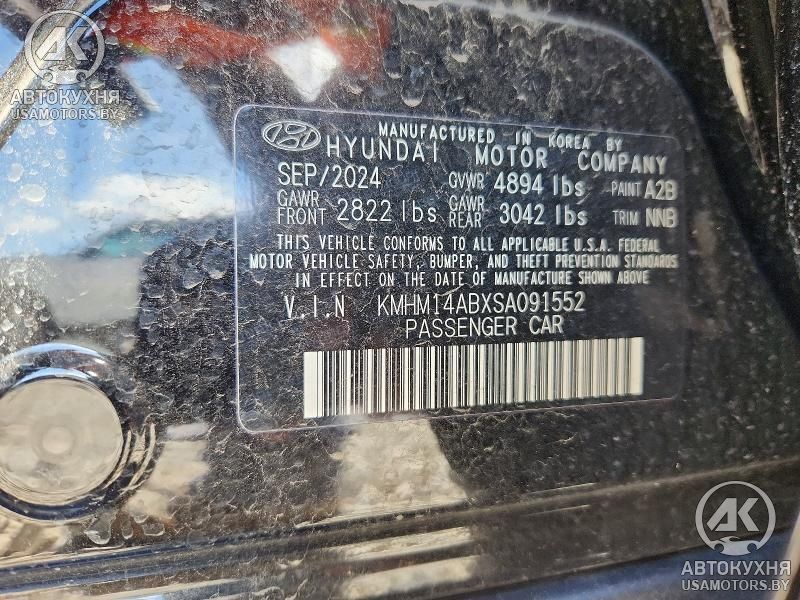 AK
АВТОКУХНЯ
USAMOTORS.BY
MANUFACTURED IN KOREA BY
HYUNDAI MOTOR COMPANY
SEP/2024 GVWR 4894 lbs PAINT A2B
GAWR FRONT 2822 lbs GAWR REAR 3042 lbs TRIM NNB
THIS VEHICLE CONFORMS TO ALL APPLICABLE U.S.A. FEDERAL
MOTOR VEHICLE SAFETY, BUMPER, AND THEFT PREVENTION STANDARDS
IN EFFECT ON THE DATE OF MANUFACTURE SHOWN ABOVE.
V.I.N KMHM14ABXSA091552
PASSENGER CAR
AK
АВТОКУХНЯ
USAMOTORS.BY